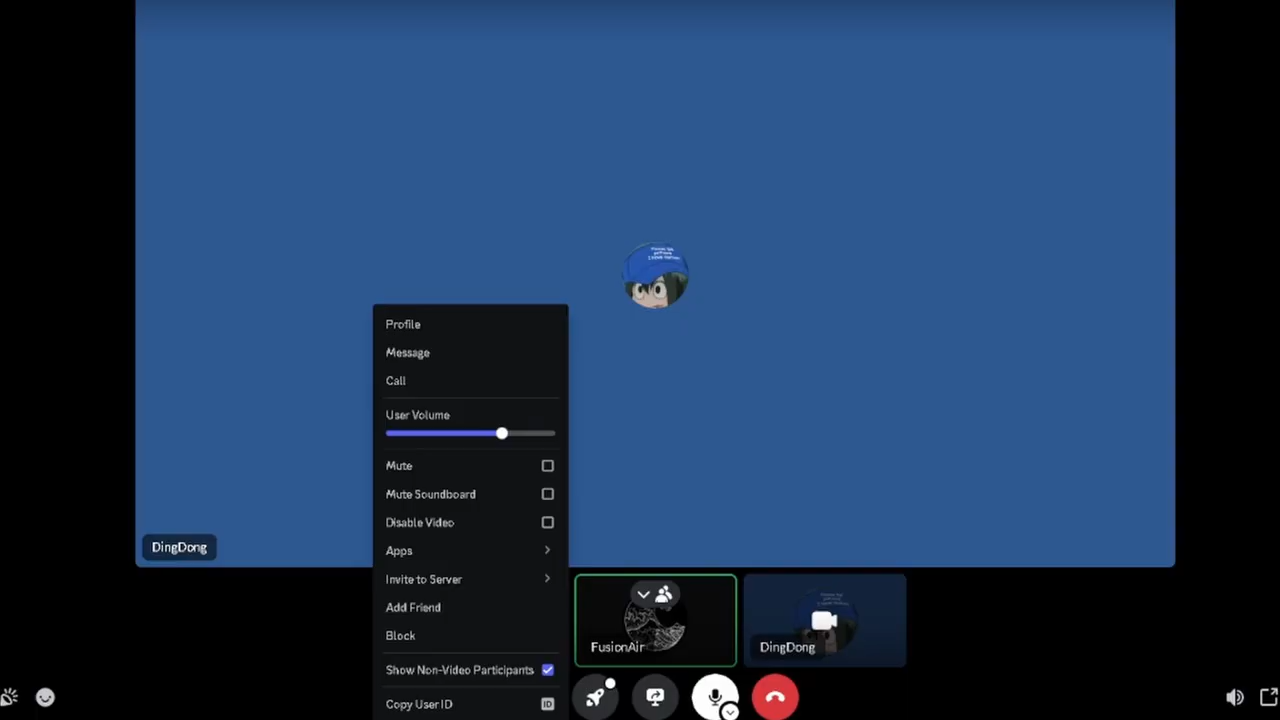 Profile
Message
Call
User Volume
Mute
Mute Soundboard
Disable Video
Apps
Invite to Server
Add Friend
Block
Show Non-Video Participants
Copy User ID
ID
DingDong
FusionAir
DingDong